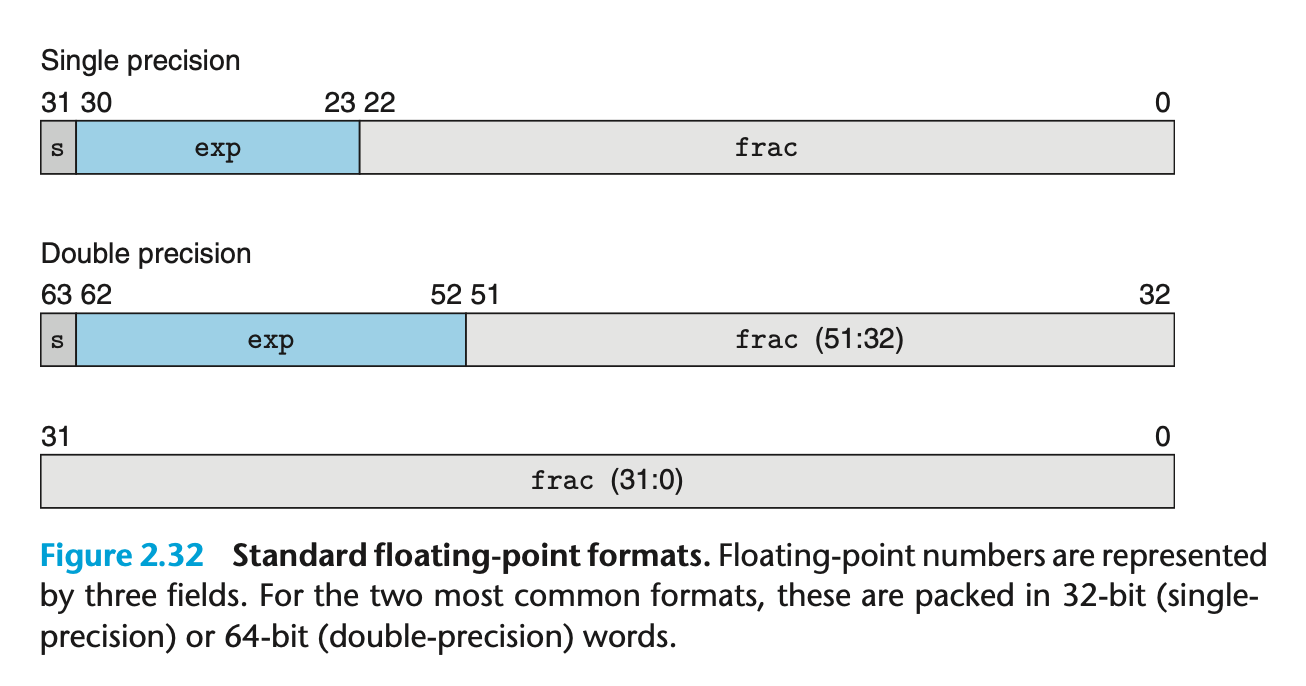 Single precision
31 30 23 22 0
s exp frac
Double precision
63 62 52 51 32
s exp frac (51:32)
31 0
frac (31:0)
Figure 2.32 Standard floating-point formats. Floating-point numbers are represented
by three fields. For the two most common formats, these are packed in 32-bit (single-
precision) or 64-bit (double-precision) words.